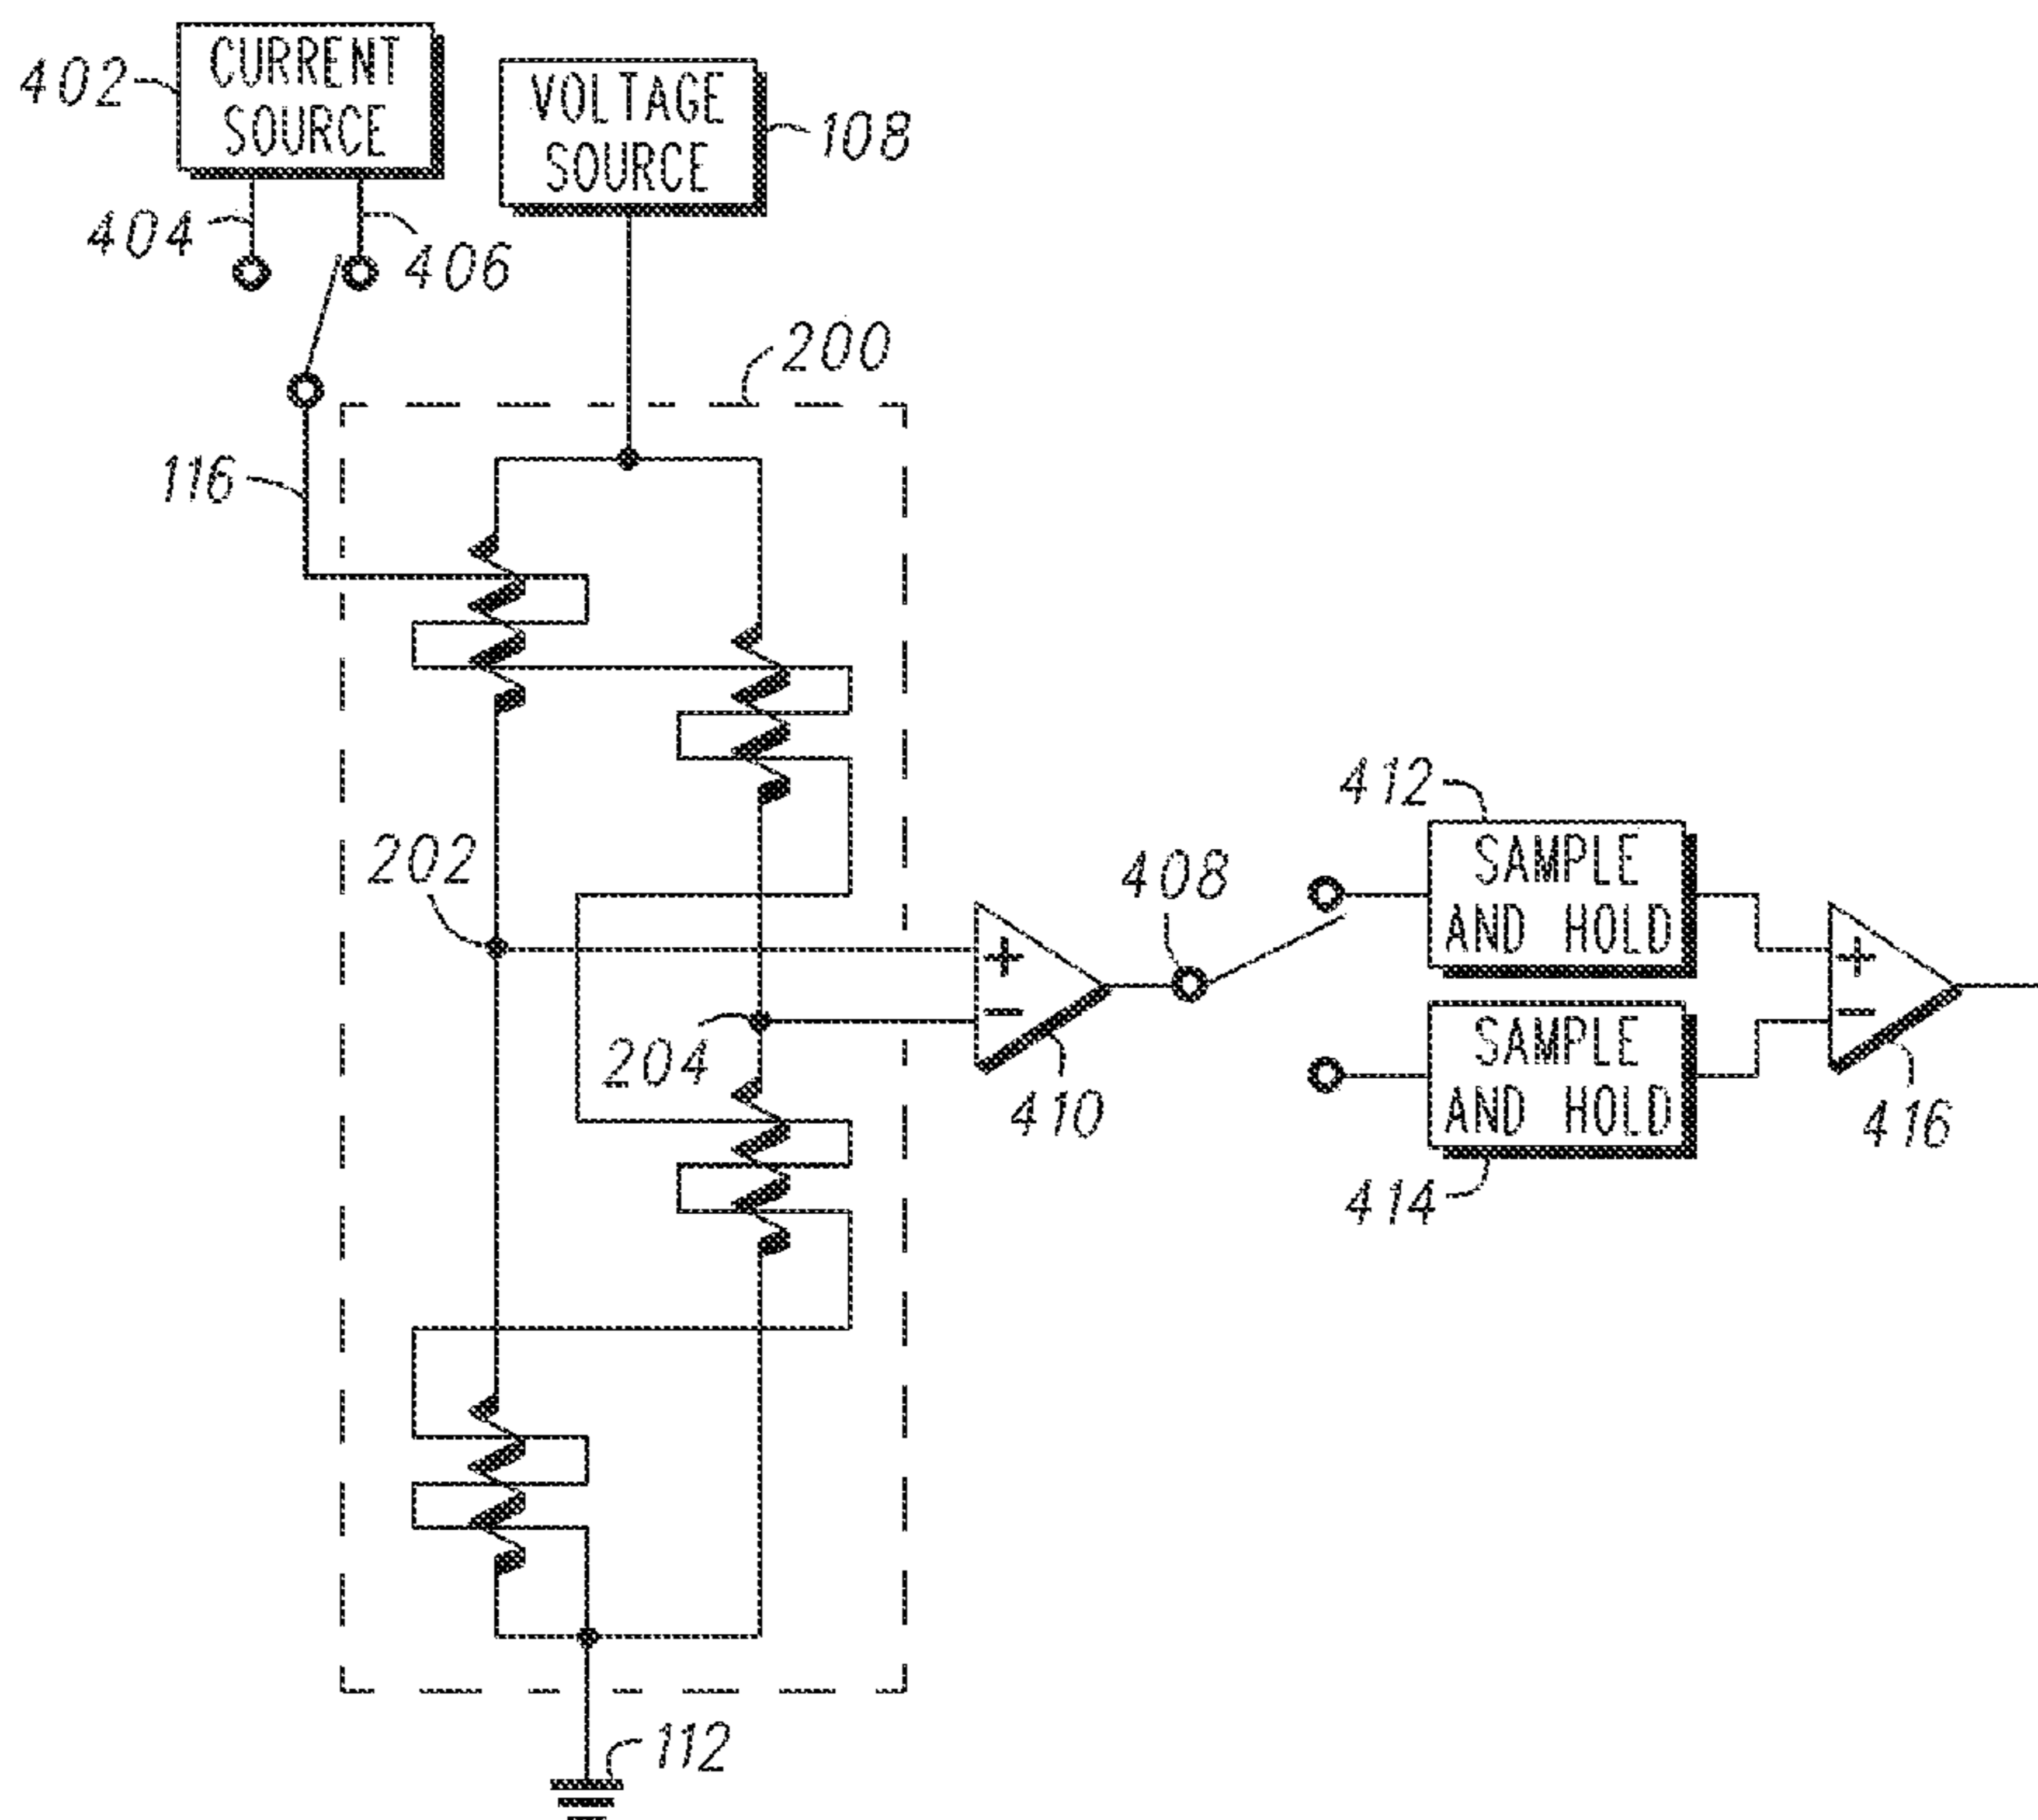 CURRENT
SOURCE
402
VOLTAGE
SOURCE
108
404
406
200
116
202
204
+
−
410
408
412
SAMPLE
AND HOLD
SAMPLE
AND HOLD
414
+
−
416
112